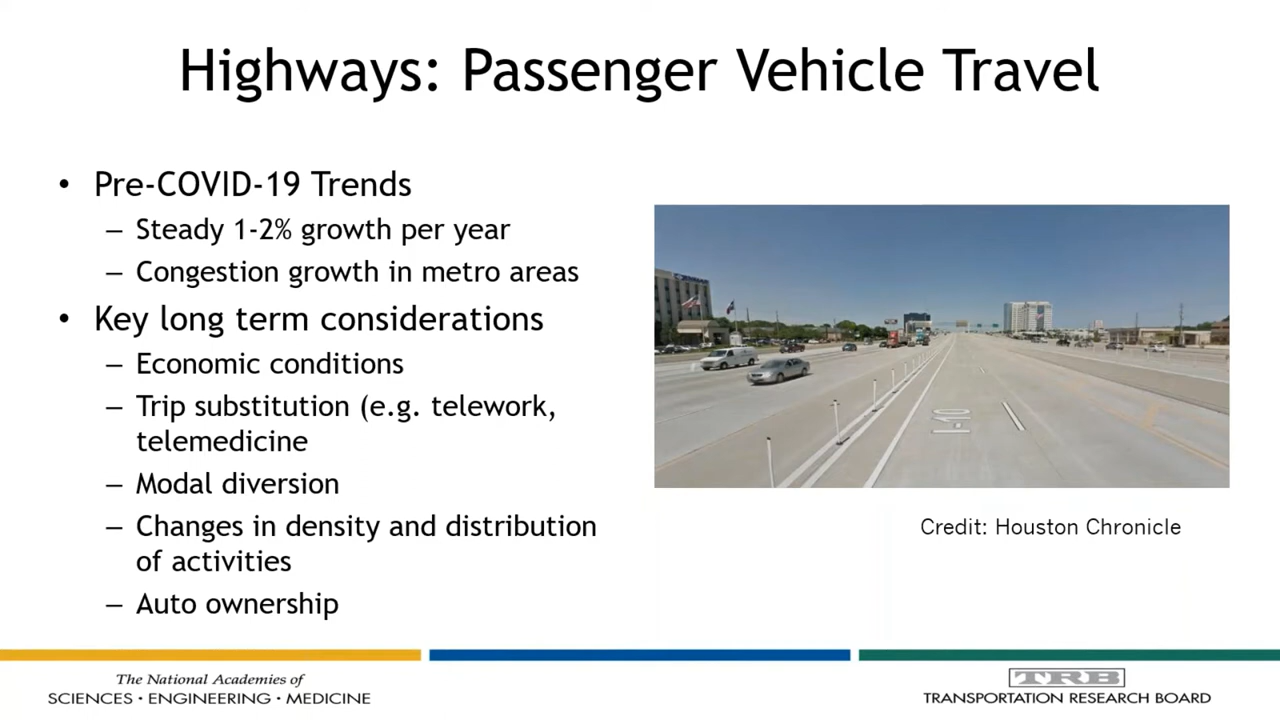 Highways: Passenger Vehicle Travel
• Pre-COVID-19 Trends
– Steady 1-2% growth per year
– Congestion growth in metro areas
• Key long term considerations
– Economic conditions
– Trip substitution (e.g. telework,
telemedicine
– Modal diversion
– Changes in density and distribution
of activities
– Auto ownership
I-10
Credit: Houston Chronicle
The National Academies of
SCIENCES • ENGINEERING • MEDICINE
TRB
TRANSPORTATION RESEARCH BOARD